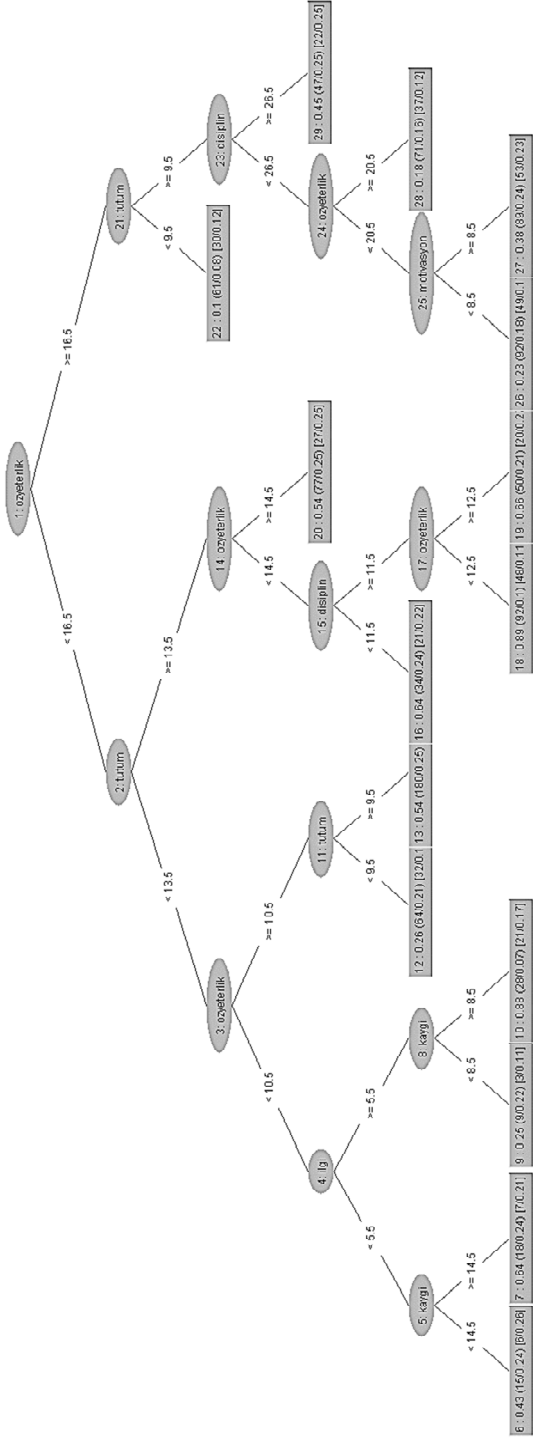 1: ozyeterlik
< 16.5
>= 16.5
2: tutum
21: tutum
< 13.5
>= 13.5
< 9.5
>= 9.5
3: ozyeterlik
14: ozyeterlik
22 : 0.1 (61/0.08) [30/0.12]
23: disiplin
< 10.5
>= 10.5
< 14.5
>= 14.5
< 26.5
>= 26.5
4: ilg
11: tutum
15: disiplin
20 : 0.54 (77/0.25) [27/0.25]
24: ozyeterlik
29 : 0.45 (47/0.25) [22/0.25]
< 5.5
>= 5.5
< 9.5
>= 9.5
< 11.5
>= 11.5
< 20.5
>= 20.5
5: kaygi
8: kaygi
12 : 0.26 (64/0.21) [32/0.1
13 : 0.54 (180/0.25)
16 : 0.64 (34/0.24) [21/0.22]
17: ozyeterlik
25: motivasyon
28 : 0.18 (71/0.16) [37/0.12]
< 14.5
>= 14.5
< 8.5
>= 8.5
< 12.5
>= 12.5
< 8.5
>= 8.5
6 : 0.43 (15/0.24) [6/0.26]
7 : 0.64 (18/0.24) [7/0.21]
9 : 0.25 (9/0.22) [3/0.11]
10 : (28/0.07) [21/0.17]
18 : 0.89 (92/0.1) [48/0.11
19 : 0.66 (50/0.21) [20/0.2
26 : 0.23 (92/0.18) [49/0.1
27 : 0.38 (89/0.24) [53/0.23]